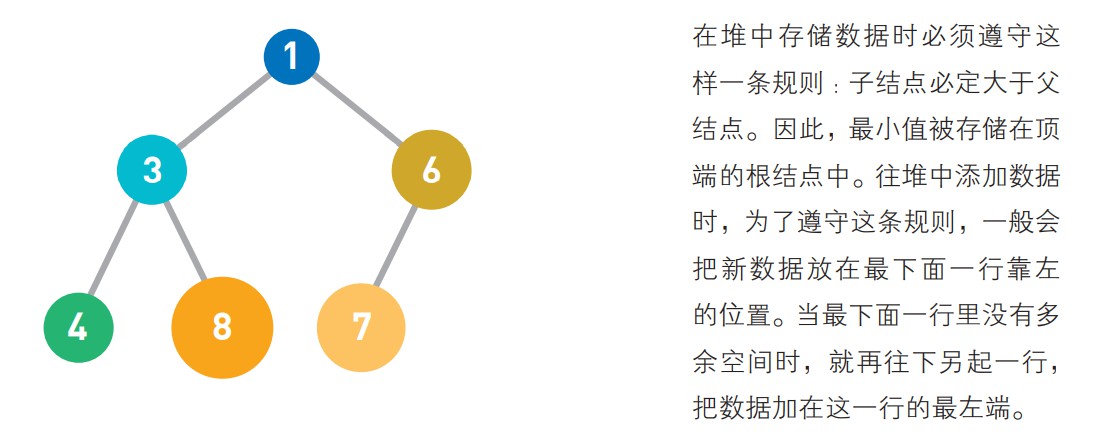 1
3
6
4
8
7
在堆中存储数据时必须遵守这
样一条规则：子结点必定大于父
结点。因此，最小值被存储在顶
端的根结点中。往堆中添加数据
时，为了遵守这条规则，一般会
把新数据放在最下面一行靠左
的位置。当最下面一行里没有多
余空间时，就再往下另起一行，
把数据加在这一行的最左端。